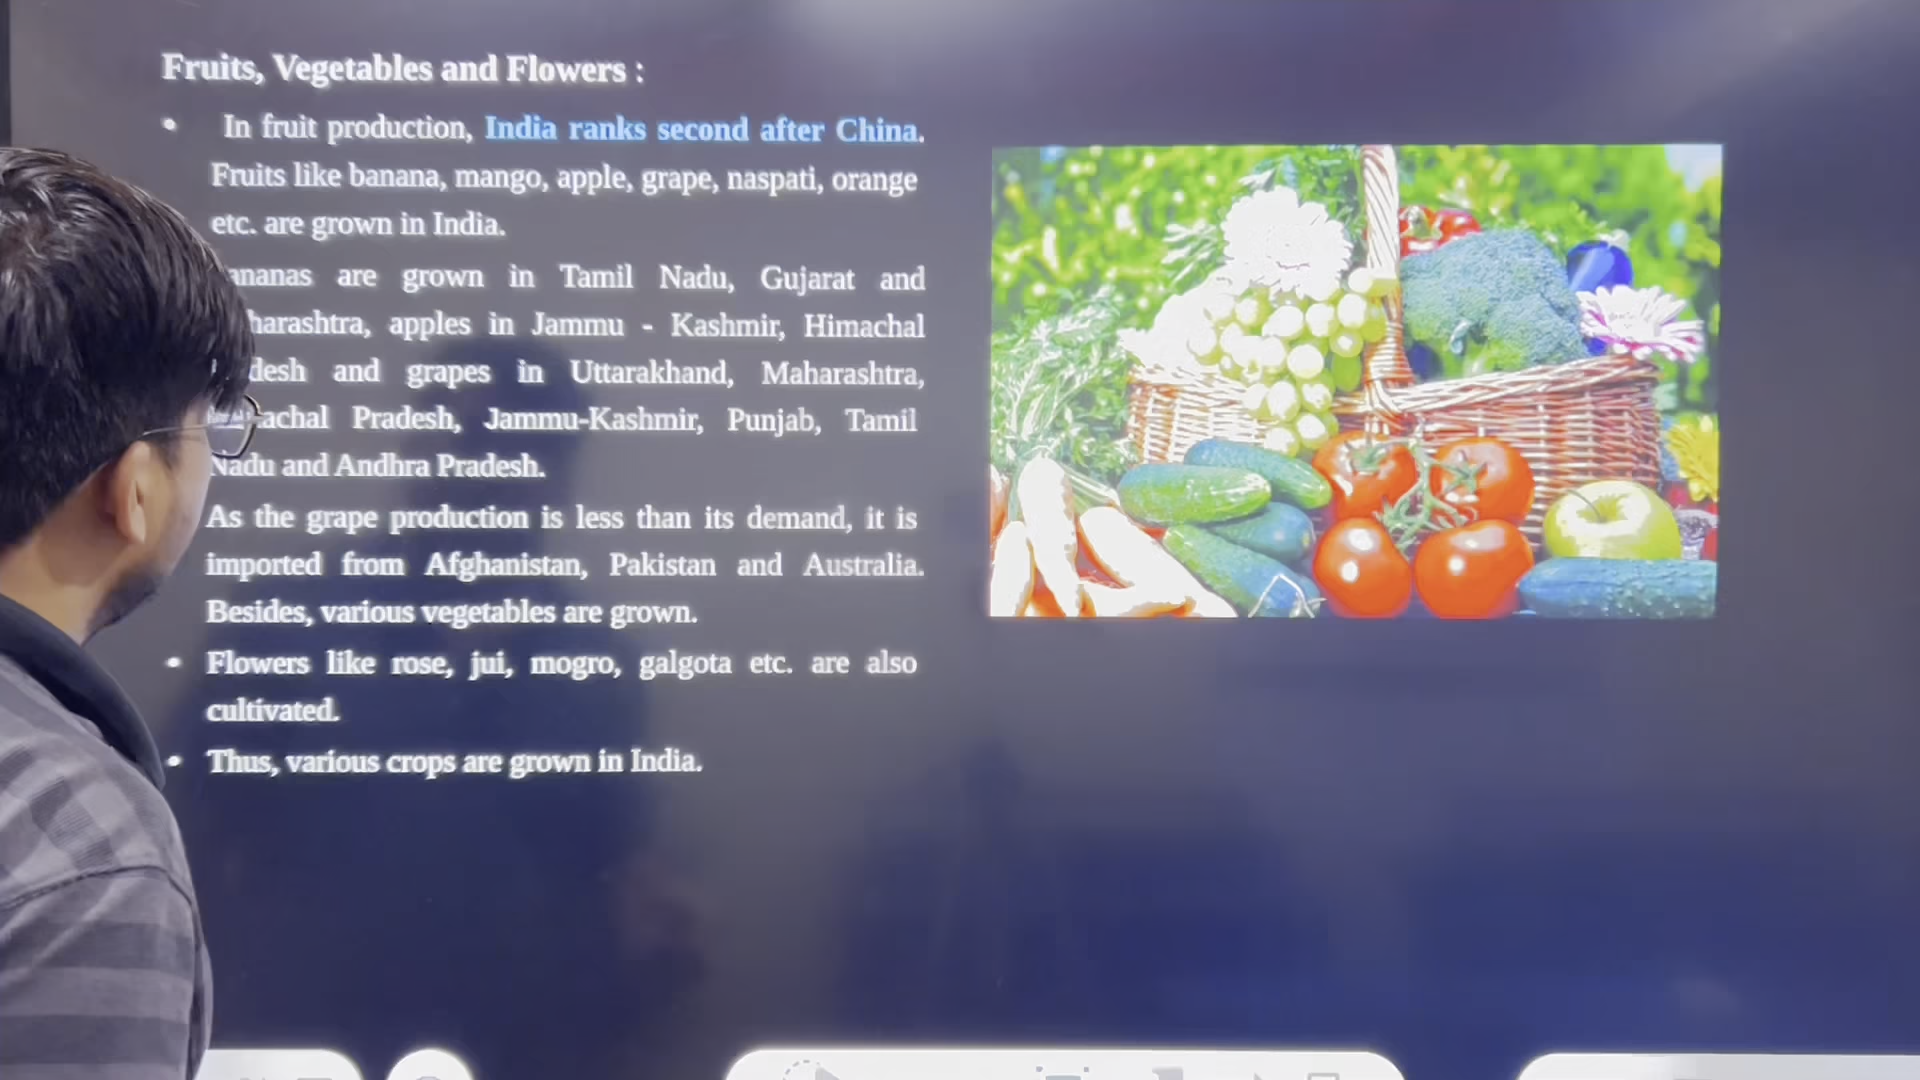 Fruits, Vegetables and Flowers :
• In fruit production, India ranks second after China.
Fruits like banana, mango, apple, grape, naspati, orange
etc. are grown in India.
ananas are grown in Tamil Nadu, Gujarat and
harashtra, apples in Jammu - Kashmir, Himachal
desh and grapes in Uttarakhand, Maharashtra,
achal Pradesh, Jammu-Kashmir, Punjab, Tamil
Nadu and Andhra Pradesh.
As the grape production is less than its demand, it is
imported from Afghanistan, Pakistan and Australia.
Besides, various vegetables are grown.
• Flowers like rose, jui, mogro, galgota etc. are also
cultivated.
• Thus, various crops are grown in India.